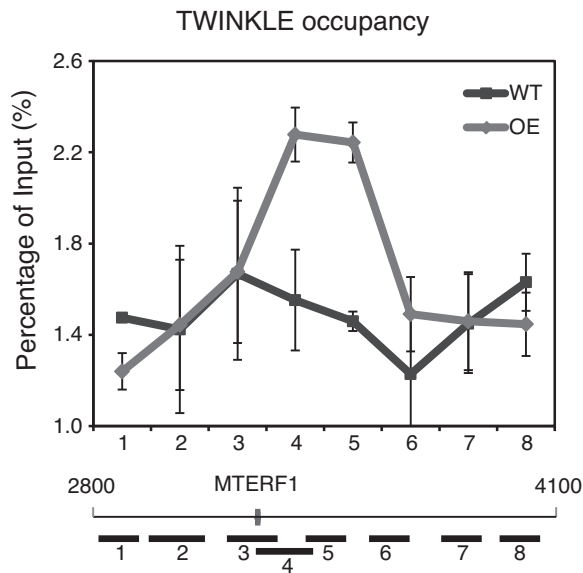 TWINKLE occupancy
2.6
2.2
1.8
1.4
1.0
Percentage of Input (%)
WT
OE
1 2 3 4 5 6 7 8
2800 MTERF1 4100
1 2 3 5 6 7 8
4